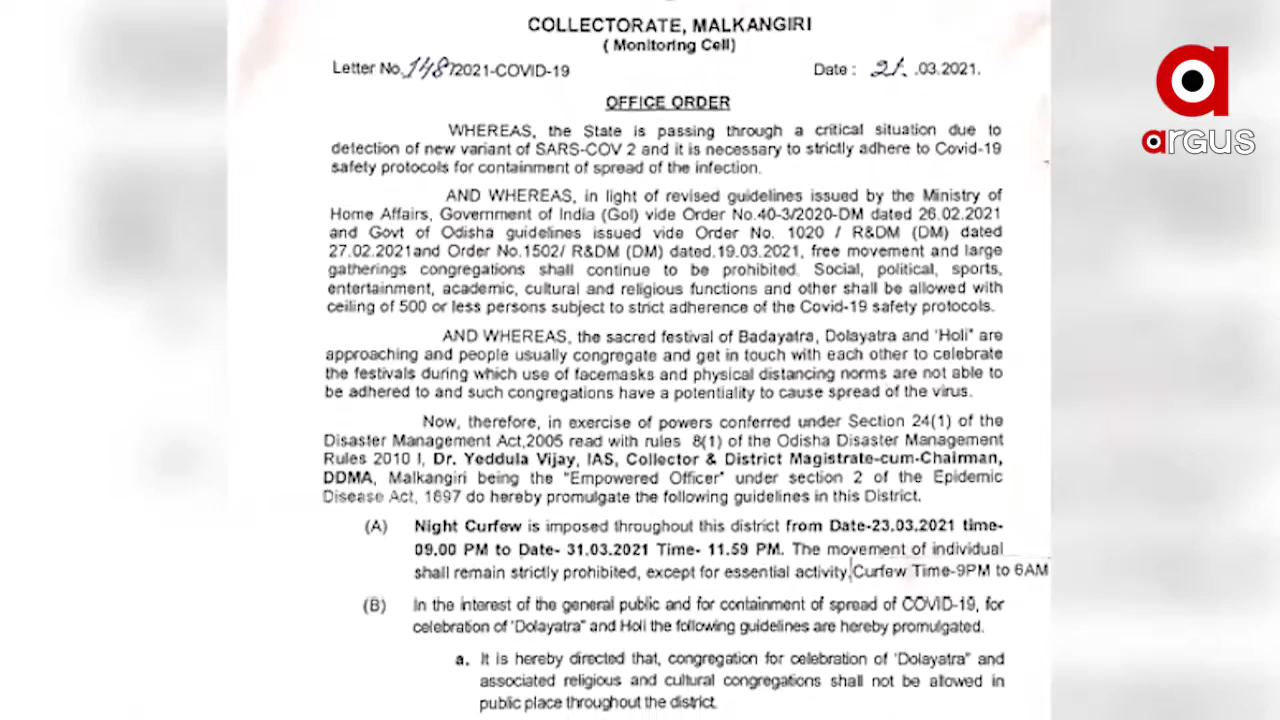 COLLECTORATE, MALKANGIRI
( Monitoring Cell)
Letter No.148/2021-COVID-19 Date : 21. .03.2021.
OFFICE ORDER
WHEREAS, the State is passing through a critical situation due to
detection of new variant of SARS-COV 2 and it is necessary to strictly adhere to Covid-19
safety protocols for containment of spread of the infection.
AND WHEREAS, in light of revised guidelines issued by the Ministry of
Home Affairs, Government of India (GoI) vide Order No.40-3/2020-DM dated 26.02.2021
and Govt of Odisha guidelines issued vide Order No. 1020 / R&DM (DM) dated
27.02.2021and Order No.1502/ R&DM (DM) dated.19.03.2021, free movement and large
gatherings congregations shall continue to be prohibited. Social, political, sports,
entertainment, academic, cultural and religious functions and other shall be allowed with
ceiling of 500 or less persons subject to strict adherence of the Covid-19 safety protocols.
AND WHEREAS, the sacred festival of Badayatra, Dolayatra and 'Holi" are
approaching and people usually congregate and get in touch with each other to celebrate
the festivals during which use of facemasks and physical distancing norms are not able to
be adhered to and such congregations have a potentiality to cause spread of the virus.
Now, therefore, in exercise of powers conferred under Section 24(1) of the
Disaster Management Act,2005 read with rules 8(1) of the Odisha Disaster Management
Rules 2010 I, Dr. Yeddula Vijay, IAS, Collector & District Magistrate-cum-Chairman,
DDMA, Malkangiri being the "Empowered Officer" under section 2 of the Epidemic
Disease Act, 1897 do hereby promulgate the following guidelines in this District.
(A) Night Curfew is imposed throughout this district from Date-23.03.2021 time-
09.00 PM to Date- 31.03.2021 Time- 11.59 PM. The movement of individual
shall remain strictly prohibited, except for essential activity,Curfew Time-9PM to 6AM
(B) In the interest of the general public and for containment of spread of COVID-19, for
celebration of 'Dolayatra" and Holi the following guidelines are hereby promulgated.
a. It is hereby directed that, congregation for celebration of 'Dolayatra" and
associated religious and cultural congregations shall not be allowed in
public place throughout the district.
argus